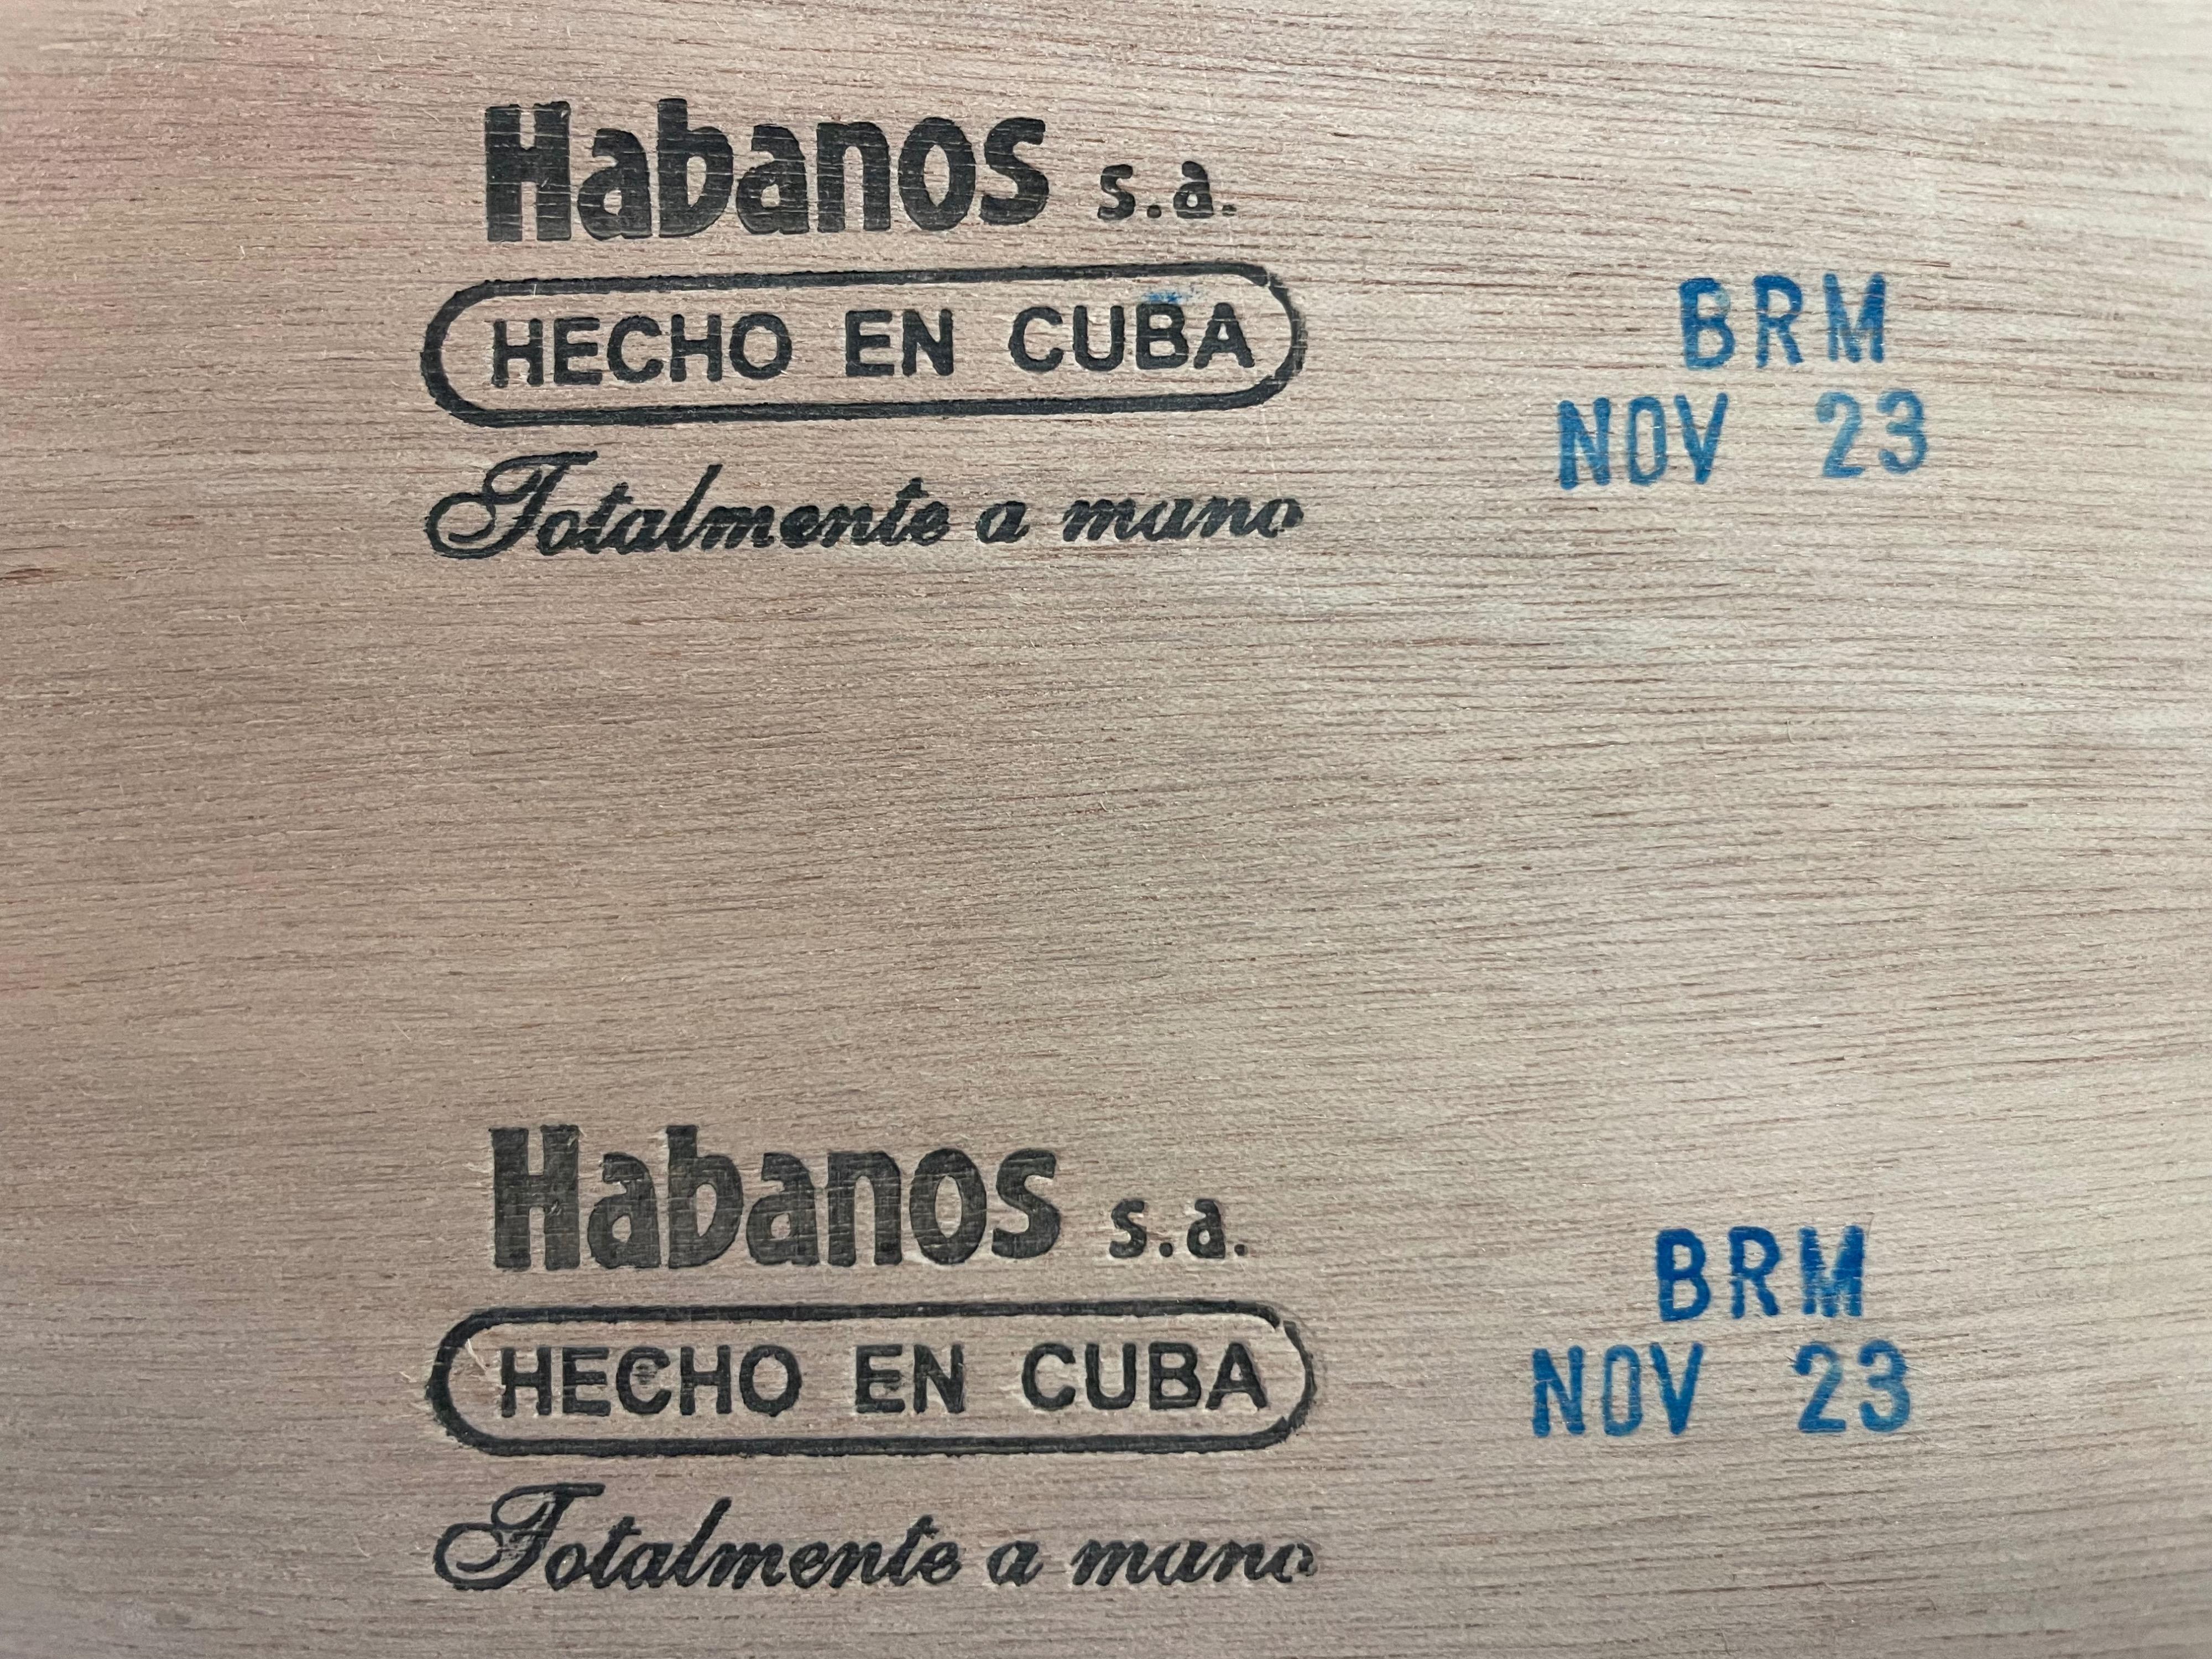 Habanos s.a.
HECHO EN CUBA
Totalmente a mano
BRM
NOV 23
Habanos s.a.
HECHO EN CUBA
Totalmente a mano
BRM
NOV 23